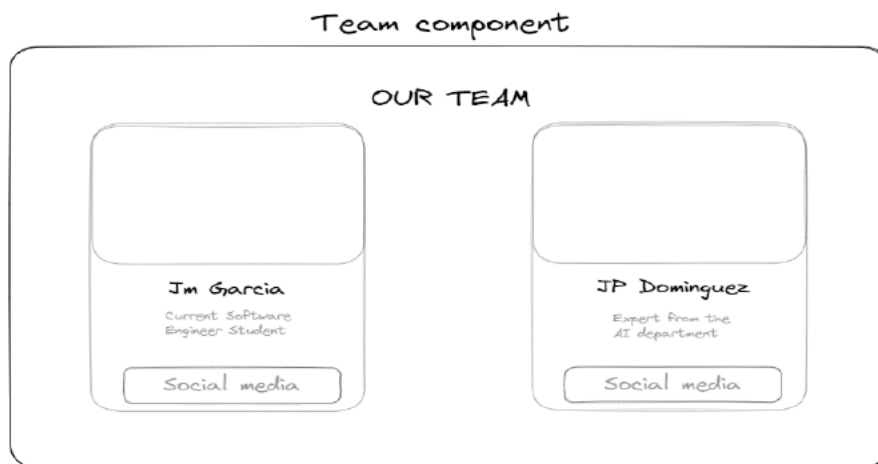 Team component
OUR TEAM
Jm Garcia
Current Software
Engineer Student
Social media
JP Dominguez
Expert from the
AI department
Social media